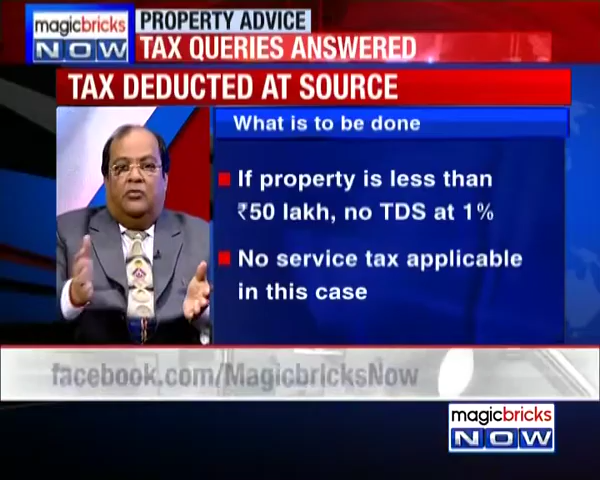 magicbricks
NOW
PROPERTY ADVICE
TAX QUERIES ANSWERED
TAX DEDUCTED AT SOURCE
What is to be done
If property is less than
₹50 lakh, no TDS at 1%
No service tax applicable
in this case
facebook.com/MagicbricksNow
magicbricks
NOW